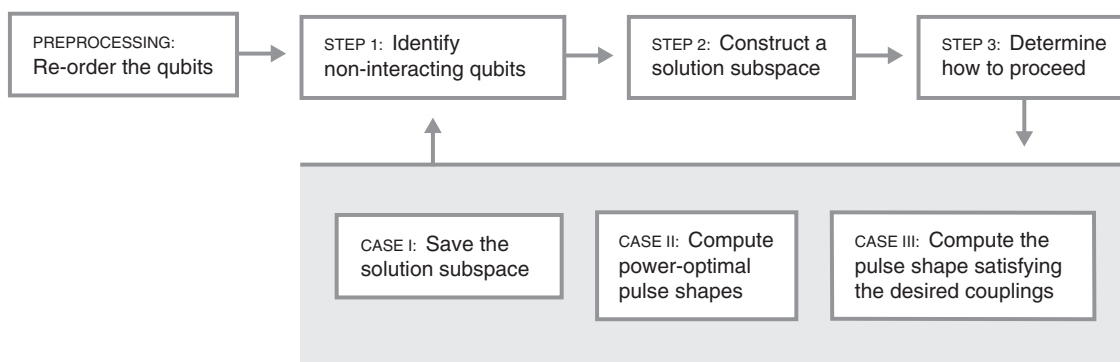 PREPROCESSING:
Re-order the qubits
STEP 1: Identify
non-interacting qubits
STEP 2: Construct a
solution subspace
STEP 3: Determine
how to proceed
CASE I: Save the
solution subspace
CASE II: Compute
power-optimal
pulse shapes
CASE III: Compute the
pulse shape satisfying
the desired couplings